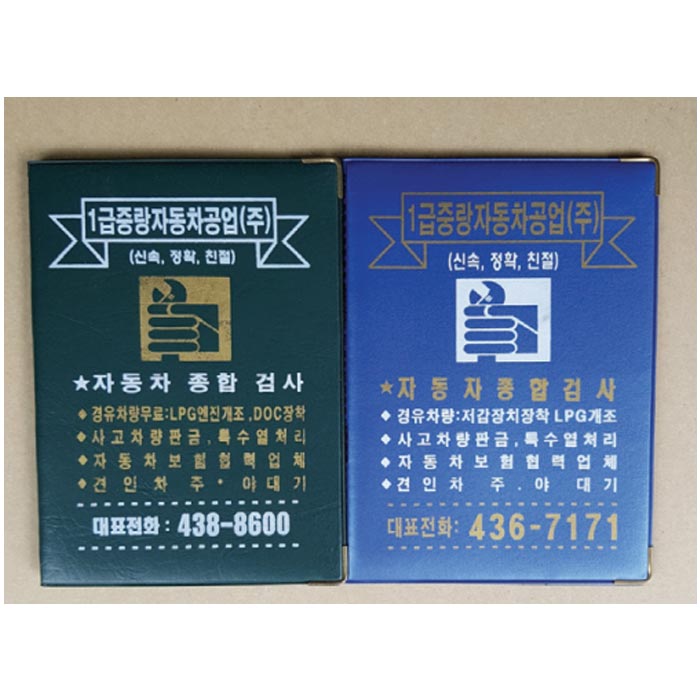 1급중랑자동차공업(주)
(신속, 정확, 친절)
★자동차 종합 검사
◆경유차량무료:LPG엔진개조,DOC장착
◆사고차량판금,특수열처리
◆자동차보험협력업체
◆견인차 주·야대기
대표전화: 438-8600
1급중랑자동차공업(주)
(신속, 정확, 친절)
★자동차종합검사
◆경유차량:저감장치장착 LPG개조
◆사고차량판금,특수열처리
◆자동차보험협력업체
◆견인차 주.야대기
대표전화: 436-7171